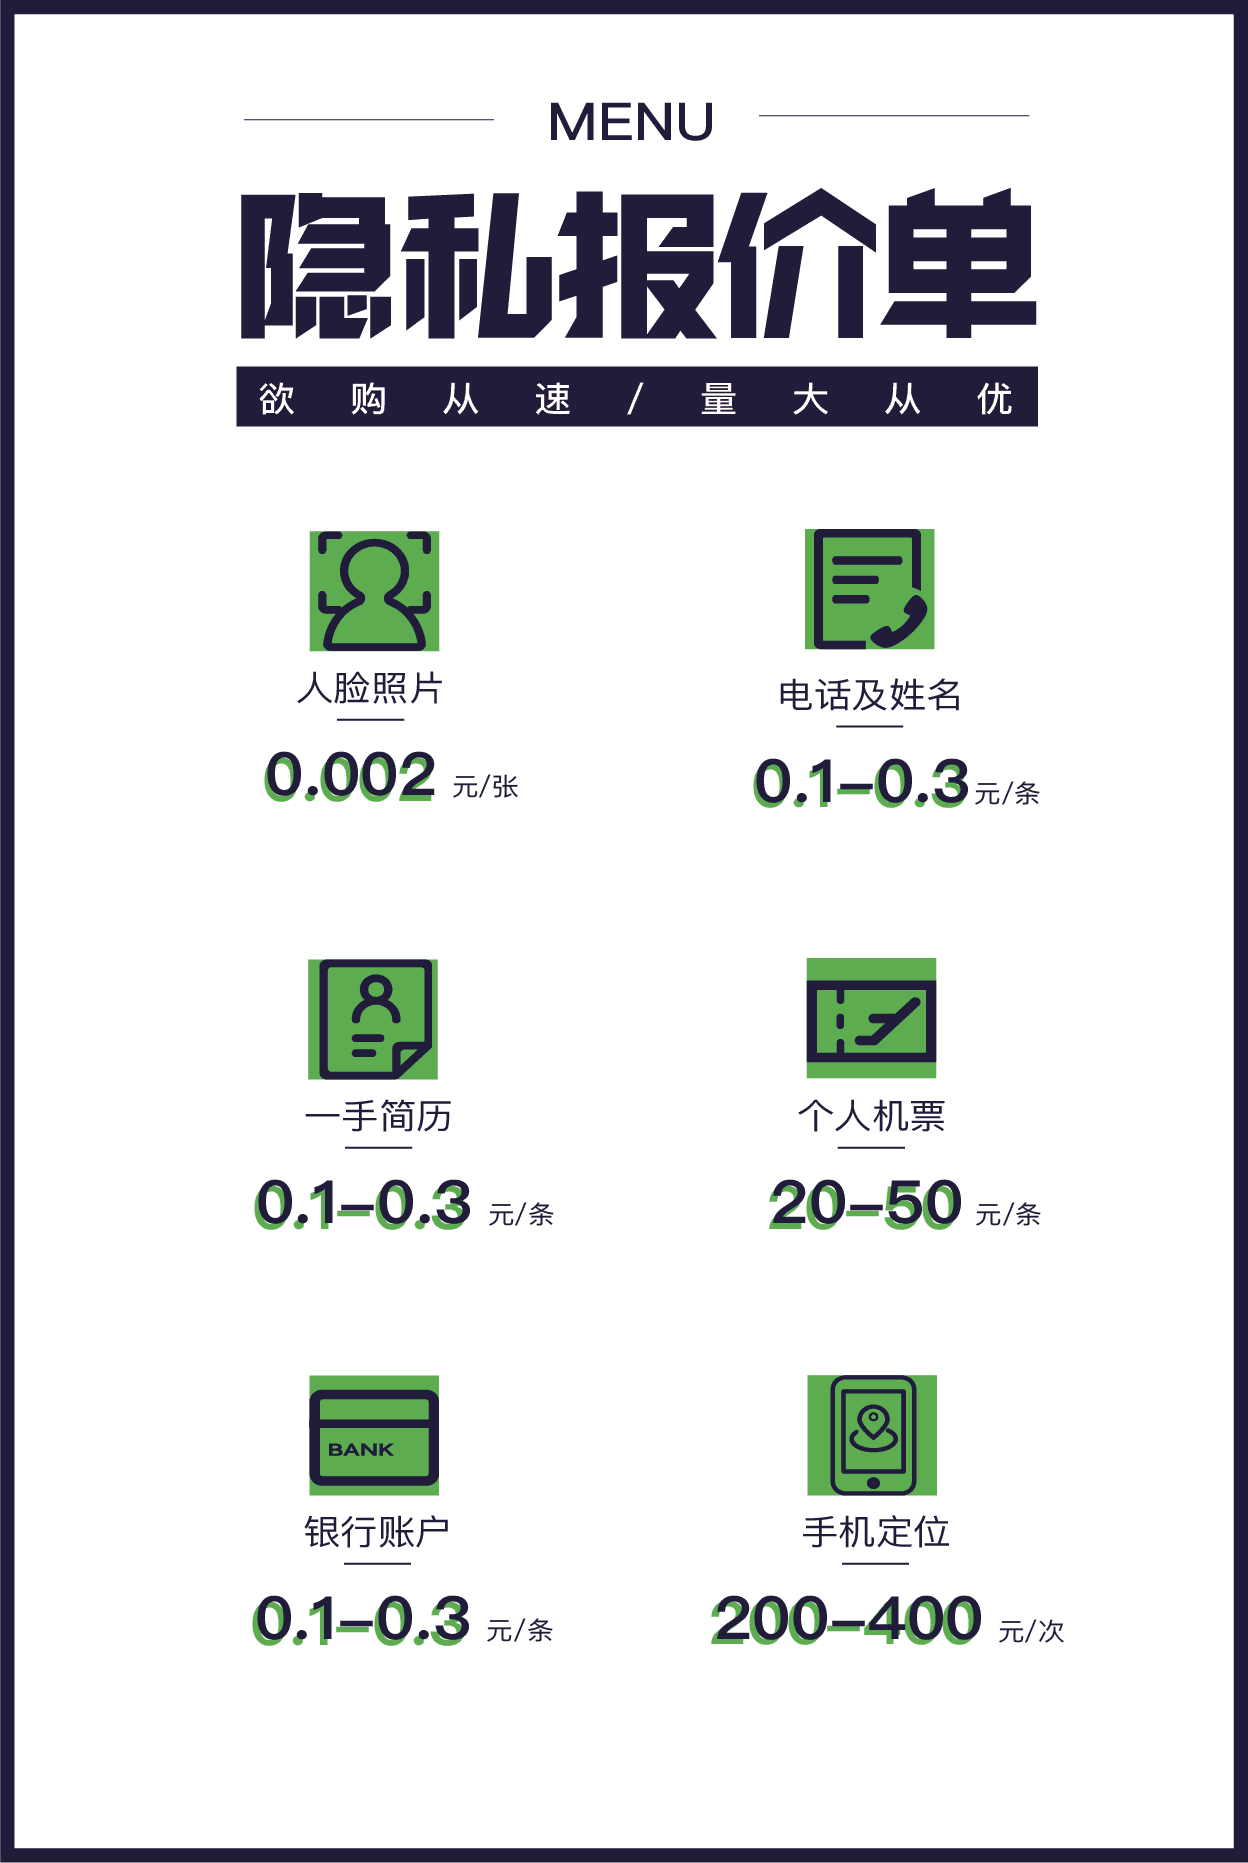 MENU
隐私报价单
欲购从速/量大从优
人脸照片
0.002 元/张
电话及姓名
0.1-0.3 元/条
一手简历
0.1-0.3 元/条
个人机票
20-50 元/条
BANK
银行账户
0.1-0.3 元/条
手机定位
200-400 元/次